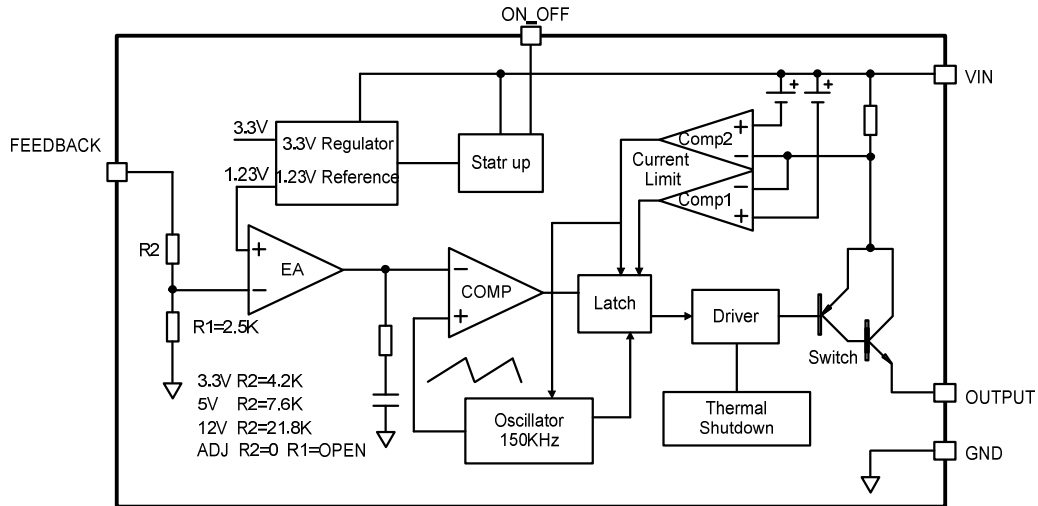 ON_OFF
VIN
FEEDBACK
3.3V
3.3V Regulator
1.23V
1.23V Reference
Statr up
+
+
+
Comp2
−
Current
Limit
−
Comp1
+
R2
+
EA
−
−
COMP
+
Latch
Driver
Switch
R1=2.5K
3.3V R2=4.2K
5V R2=7.6K
12V R2=21.8K
ADJ R2=0 R1=OPEN
Oscillator
150KHz
Thermal
Shutdown
OUTPUT
GND